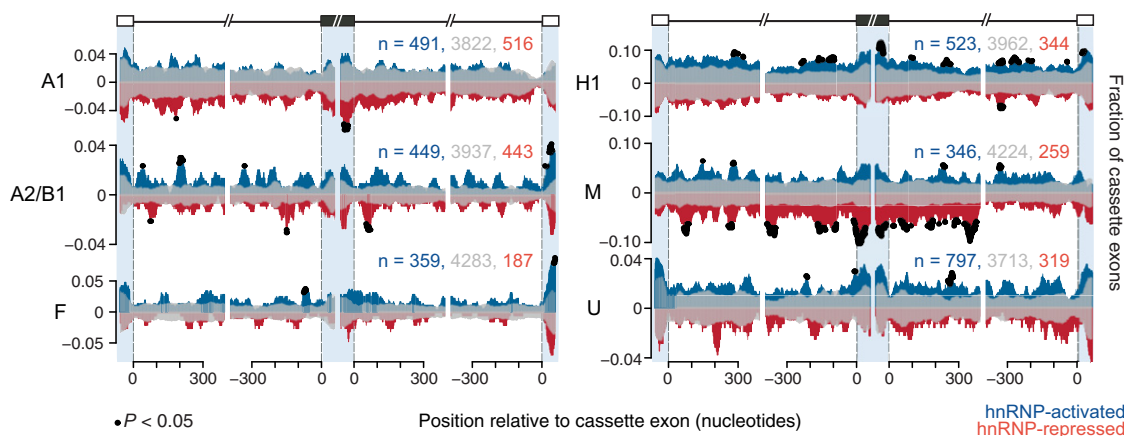 n = 491, 3822, 516
0.04
A1
0
−0.04
n = 449, 3937, 443
0.04
A2/B1
0
−0.04
n = 359, 4283, 187
0.05
F
0
−0.05
0 300 −300 0 0 300 −300 0
n = 523, 3962, 344
0.10
H1
0
−0.10
n = 346, 4224, 259
0.10
M
0
−0.10
n = 797, 3713, 319
0.04
U
0
−0.04
0 300 −300 0 0 300 −300 0
Fraction of cassette exons
P < 0.05
Position relative to cassette exon (nucleotides)
hnRNP-activated
hnRNP-repressed